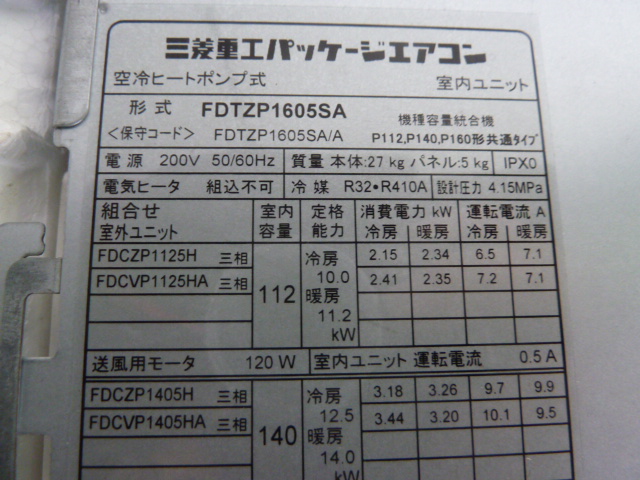 三菱重工パッケージエアコン
空冷ヒートポンプ式 室内ユニット
形式 FDTZP1605SA 機種容量統合機
<保守コード> FDTZP1605SA/A P112,P140,P160形共通タイプ
電源 200V 50/60Hz 質量 本体:27kg パネル:5kg IPX0
電気ヒータ 組込不可 冷媒 R32・R410A 設計圧力 4.15MPa
組合せ 室内 定格 消費電力 kW 運転電流 A
室外ユニット 容量 能力 冷房 暖房 冷房 暖房
FDCZP1125H 三相 冷房 2.15 2.34 6.5 7.1
FDCVP1125HA 三相 112 10.0 2.41 2.35 7.2 7.1
暖房
11.2
kW
送風用モータ 120W 室内ユニット 運転電流 0.5A
FDCZP1405H 三相 冷房 3.18 3.26 9.7 9.9
FDCVP1405HA 三相 140 12.5 3.44 3.20 10.1 9.5
暖房
14.0
kW